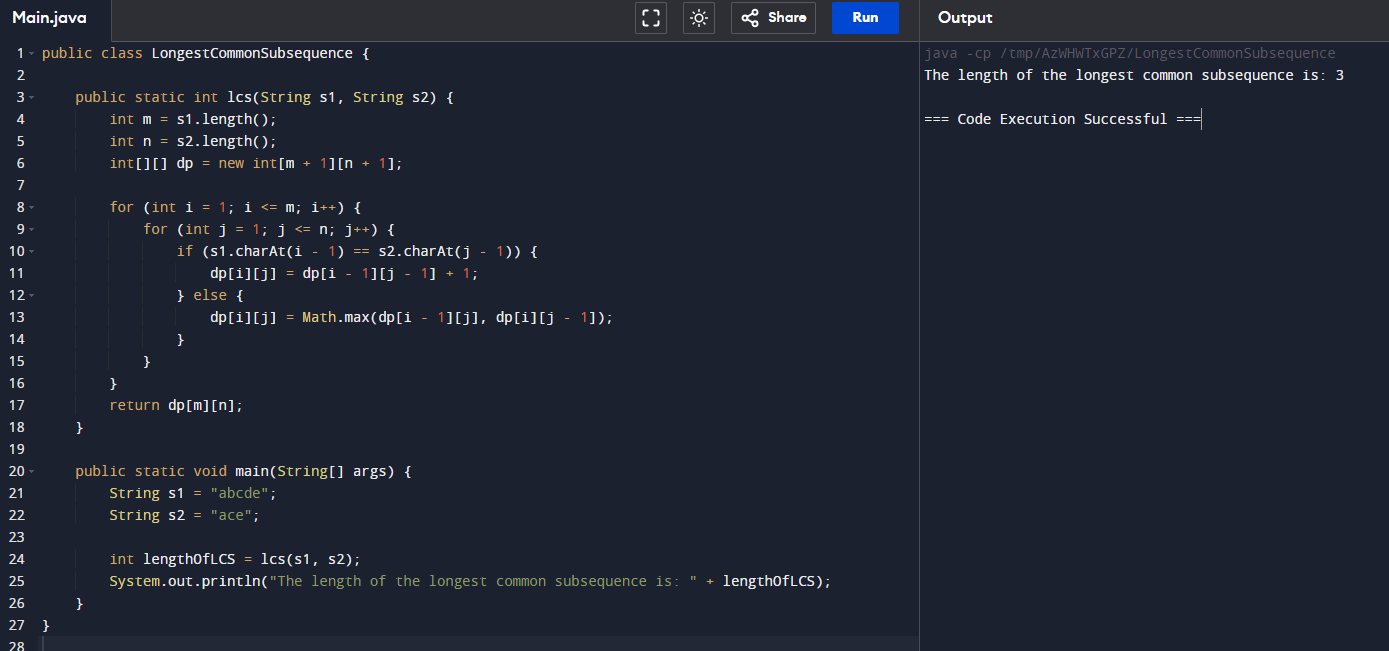 Main.java
Share
Run
Output
1 public class LongestCommonSubsequence {
2
3     public static int lcs(String s1, String s2) {
4         int m = s1.length();
5         int n = s2.length();
6         int[][] dp = new int[m + 1][n + 1];
7
8         for (int i = 1; i <= m; i++) {
9             for (int j = 1; j <= n; j++) {
10                 if (s1.charAt(i - 1) == s2.charAt(j - 1)) {
11                     dp[i][j] = dp[i - 1][j - 1] + 1;
12                 } else {
13                     dp[i][j] = Math.max(dp[i - 1][j], dp[i][j - 1]);
14                 }
15             }
16         }
17         return dp[m][n];
18     }
19
20     public static void main(String[] args) {
21         String s1 = "abcde";
22         String s2 = "ace";
23
24         int lengthOfLCS = lcs(s1, s2);
25         System.out.println("The length of the longest common subsequence is: " + lengthOfLCS);
26     }
27 }
28
java -cp /tmp/AzWHWTxGPZ/LongestCommonSubsequence
The length of the longest common subsequence is: 3
=== Code Execution Successful ===